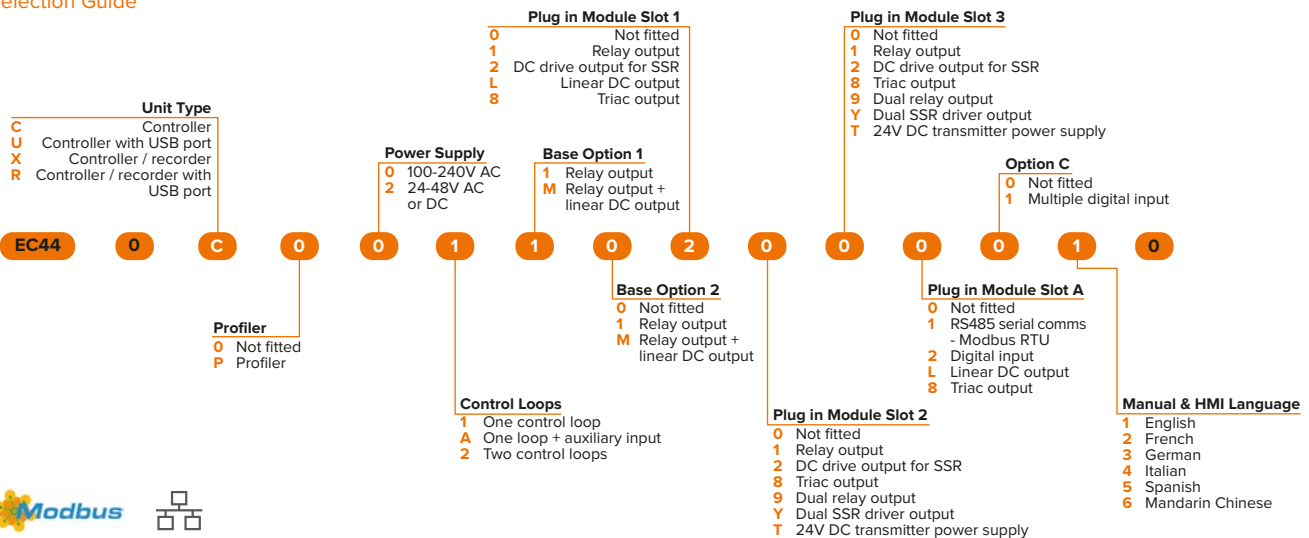 election Guide
Plug in Module Slot 1
0 Not fitted
1 Relay output
2 DC drive output for SSR
L Linear DC output
8 Triac output
Plug in Module Slot 3
0 Not fitted
1 Relay output
2 DC drive output for SSR
8 Triac output
9 Dual relay output
Y Dual SSR driver output
T 24V DC transmitter power supply
Unit Type
C Controller
U Controller with USB port
X Controller / recorder
R Controller / recorder with
USB port
Power Supply
0 100-240V AC
2 24-48V AC
or DC
Base Option 1
1 Relay output
M Relay output +
linear DC output
Option C
0 Not fitted
1 Multiple digital input
EC44 0 C 0 0 1 1 0 2 0 0 0 0 1 0
Profiler
0 Not fitted
P Profiler
Control Loops
1 One control loop
A One loop + auxiliary input
2 Two control loops
Base Option 2
0 Not fitted
1 Relay output
M Relay output +
linear DC output
Plug in Module Slot 2
0 Not fitted
1 Relay output
2 DC drive output for SSR
8 Triac output
9 Dual relay output
Y Dual SSR driver output
T 24V DC transmitter power supply
Plug in Module Slot A
0 Not fitted
1 RS485 serial comms
- Modbus RTU
2 Digital input
L Linear DC output
8 Triac output
Manual & HMI Language
1 English
2 French
3 German
4 Italian
5 Spanish
6 Mandarin Chinese
Modbus